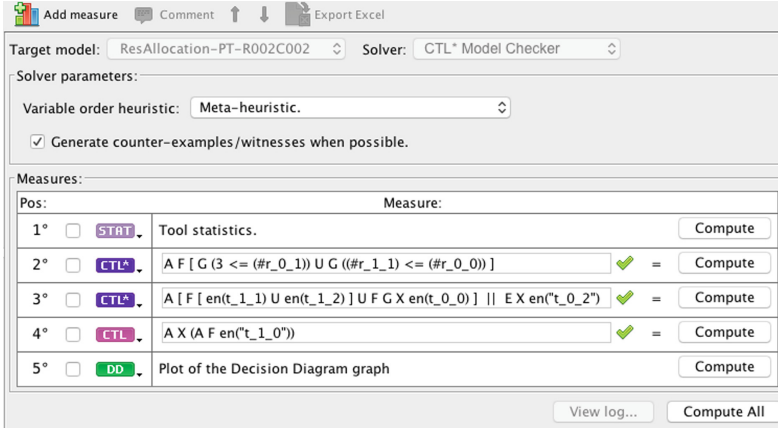 Add measure Comment Export Excel
Target model: ResAllocation-PT-R002C002 Solver: CTL* Model Checker
Solver parameters:
Variable order heuristic: Meta-heuristic.
Generate counter-examples/witnesses when possible.
Measures:
Pos: Measure:
1° STAT Tool statistics. Compute
2° CTL* A F [ G (3 <= (#r_0_1)) U G ((#r_1_1) <= (#r_0_0)) ] = Compute
3° CTL* A [ F [ en(t_1_1) U en(t_1_2) ] U F G X en(t_0_0) ] || E X en("t_0_2") = Compute
4° CTL A X (A F en("t_1_0")) = Compute
5° DD Plot of the Decision Diagram graph Compute
View log... Compute All